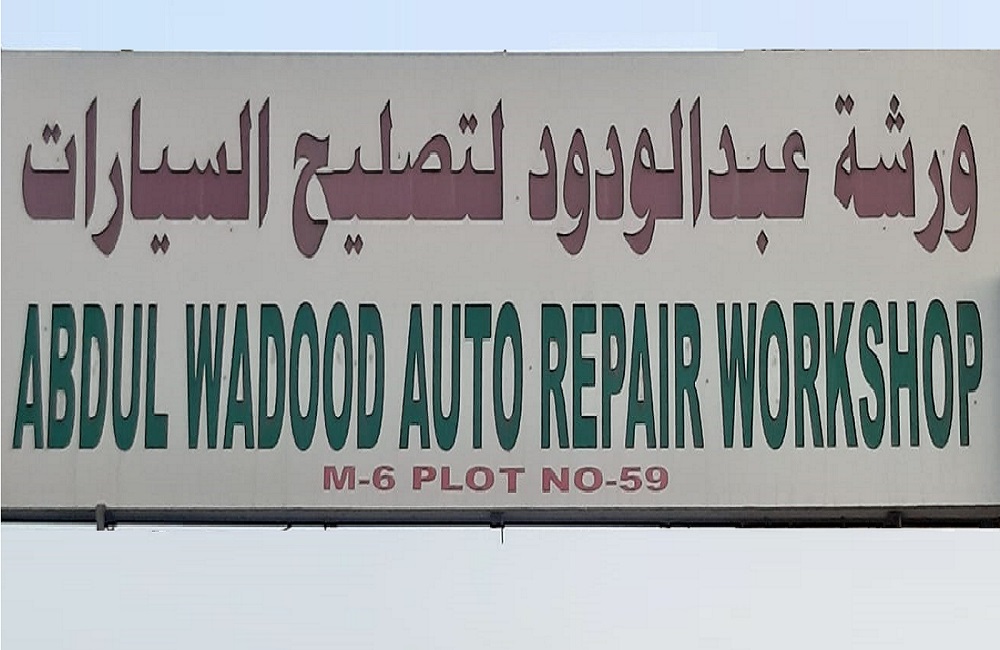 ورشة عبدالودود لتصليح السيارات
ABDUL WADOOD AUTO REPAIR WORKSHOP
M-6 PLOT NO-59